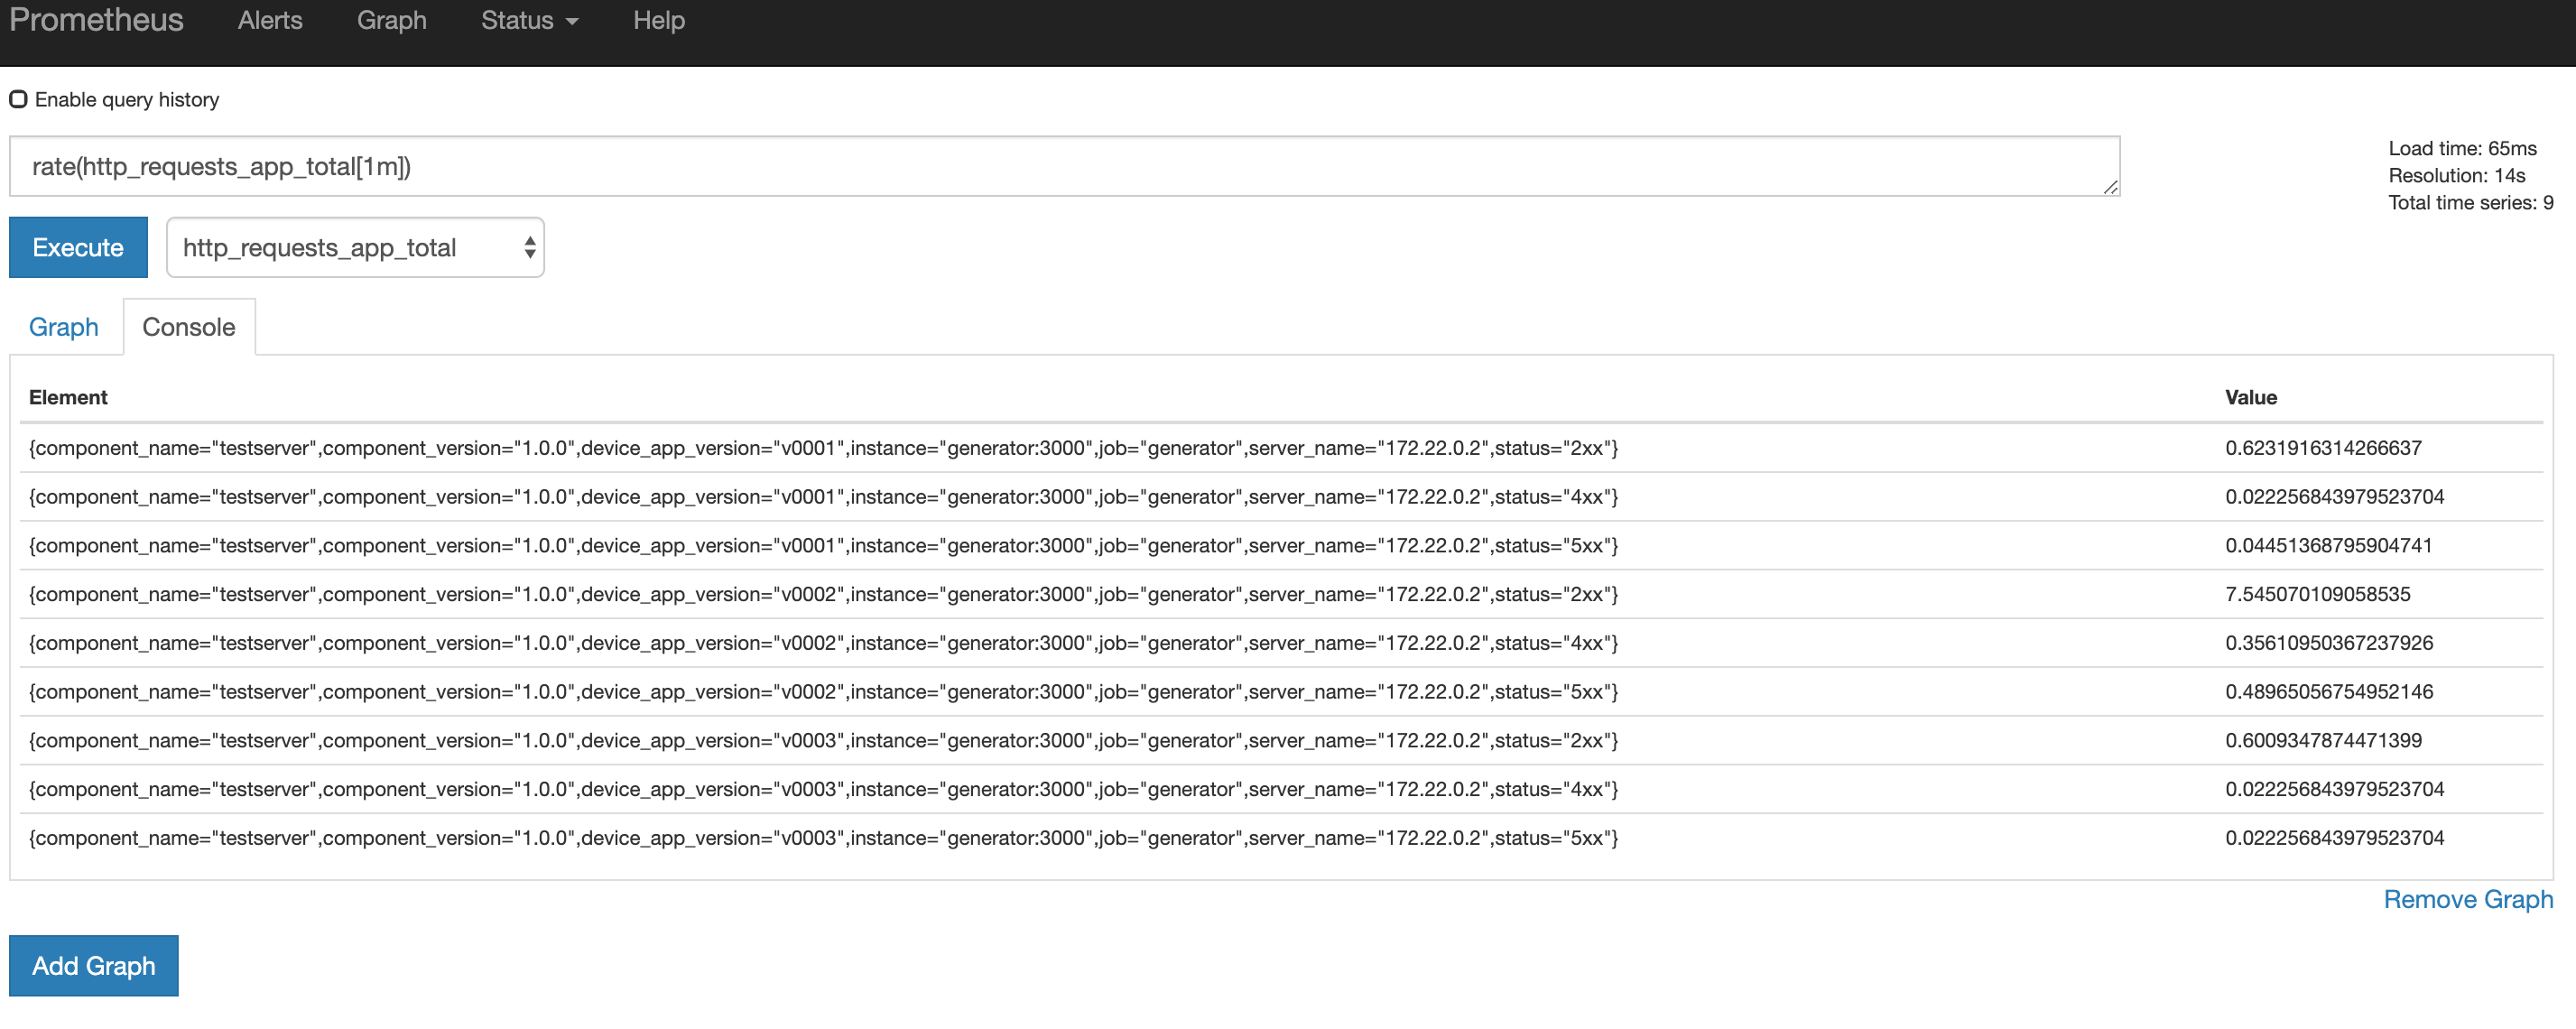 Prometheus Alerts Graph Status Help
Enable query history
rate(http_requests_app_total[1m])
Load time: 65ms
Resolution: 14s
Total time series: 9
Execute http_requests_app_total
Graph Console
Element Value
{component_name="testserver",component_version="1.0.0",device_app_version="v0001",instance="generator:3000",job="generator",server_name="172.22.0.2",status="2xx"} 0.6231916314266637
{component_name="testserver",component_version="1.0.0",device_app_version="v0001",instance="generator:3000",job="generator",server_name="172.22.0.2",status="4xx"} 0.022256843979523704
{component_name="testserver",component_version="1.0.0",device_app_version="v0001",instance="generator:3000",job="generator",server_name="172.22.0.2",status="5xx"} 0.04451368795904741
{component_name="testserver",component_version="1.0.0",device_app_version="v0002",instance="generator:3000",job="generator",server_name="172.22.0.2",status="2xx"} 7.545070109058535
{component_name="testserver",component_version="1.0.0",device_app_version="v0002",instance="generator:3000",job="generator",server_name="172.22.0.2",status="4xx"} 0.35610950367237926
{component_name="testserver",component_version="1.0.0",device_app_version="v0002",instance="generator:3000",job="generator",server_name="172.22.0.2",status="5xx"} 0.48965056754952146
{component_name="testserver",component_version="1.0.0",device_app_version="v0003",instance="generator:3000",job="generator",server_name="172.22.0.2",status="2xx"} 0.6009347874471399
{component_name="testserver",component_version="1.0.0",device_app_version="v0003",instance="generator:3000",job="generator",server_name="172.22.0.2",status="4xx"} 0.022256843979523704
{component_name="testserver",component_version="1.0.0",device_app_version="v0003",instance="generator:3000",job="generator",server_name="172.22.0.2",status="5xx"} 0.022256843979523704
Remove Graph
Add Graph